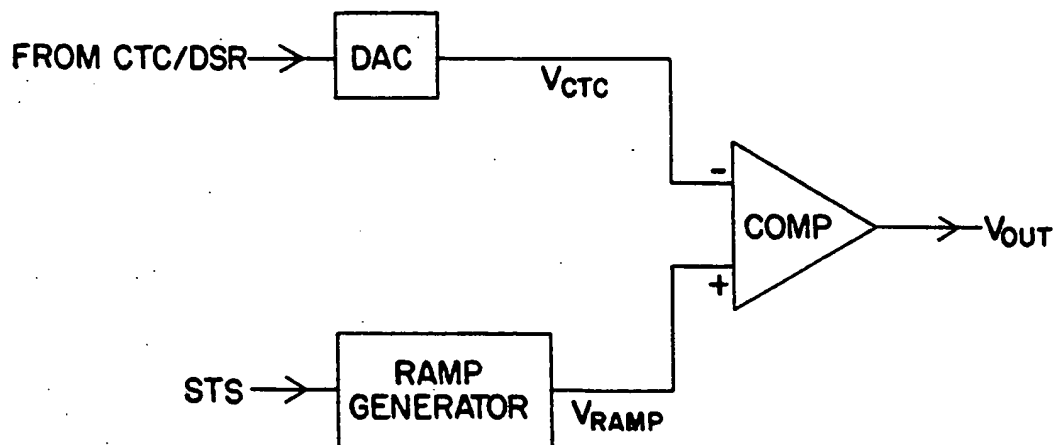 FROM CTC/DSR
DAC
VCTC
-
COMP
VOUT
+
STS
RAMP
GENERATOR
VRAMP